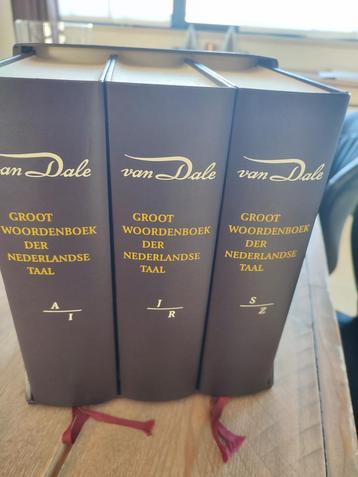 van Dale
GROOT
WOORDENBOEK
DER
NEDERLANDSE
TAAL
A
I
van Dale
GROOT
WOORDENBOEK
DER
NEDERLANDSE
TAAL
J
R
van Dale
GROOT
WOORDENBOEK
DER
NEDERLANDSE
TAAL
S
Z